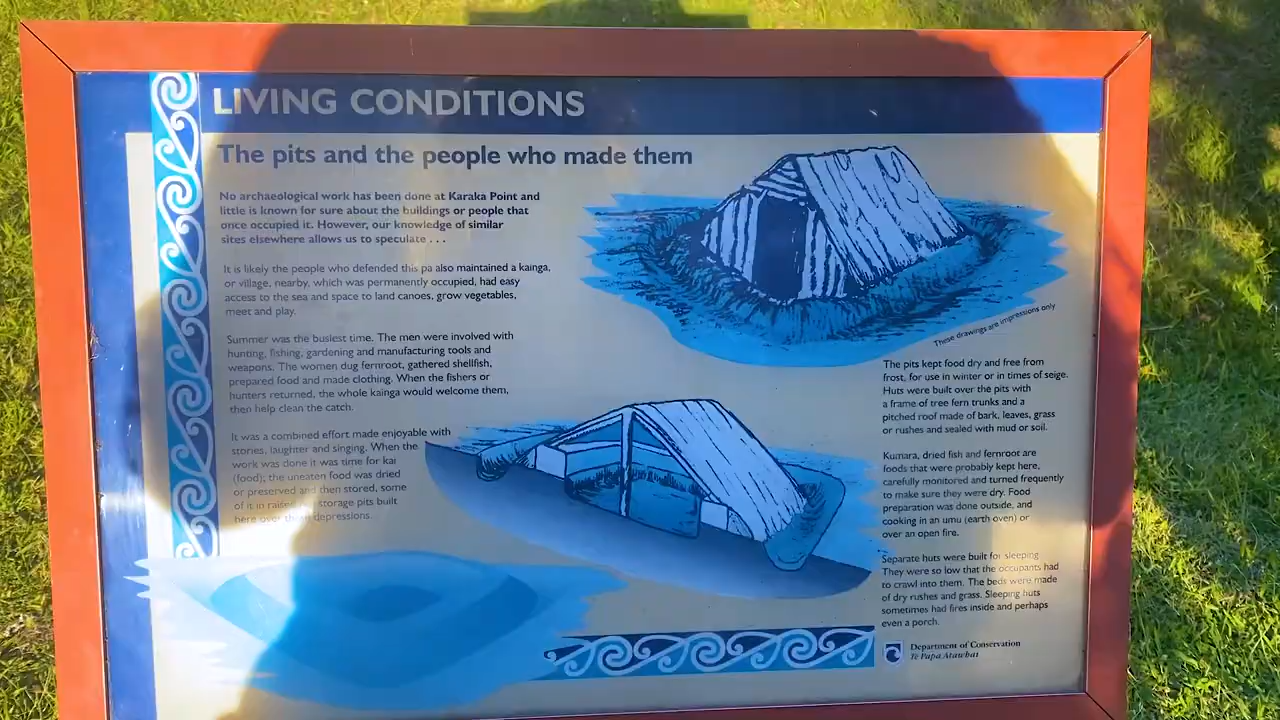 LIVING CONDITIONS
The pits and the people who made them
No archaeological work has been done at Karaka Point and
little is known for sure about the buildings or people that
once occupied it. However, our knowledge of similar
sites elsewhere allows us to speculate . . .
It is likely the people who defended this pa also maintained a kainga,
or village, nearby, which was permanently occupied, had easy
access to the sea and space to land canoes, grow vegetables,
meet and play.
Summer was the busiest time. The men were involved with
hunting, fishing, gardening and manufacturing tools and
weapons. The women dug fernroot, gathered shellfish,
prepared food and made clothing. When the fishers or
hunters returned, the whole kainga would welcome them,
then help clean the catch.
It was a combined effort made enjoyable with
stories, laughter and singing. When the
work was done it was time for kai
(food); the uneaten food was dried
or preserved and then stored, some
of it in raised storage pits built
here over these depressions.
These drawings are impressions only
The pits kept food dry and free from
frost, for use in winter or in times of seige.
Huts were built over the pits with
a frame of tree fern trunks and a
pitched roof made of bark, leaves, grass
or rushes and sealed with mud or soil.
Kumara, dried fish and fernroot are
foods that were probably kept here,
carefully monitored and turned frequently
to make sure they were dry. Food
preparation was done outside, and
cooking in an umu (earth oven) or
over an open fire.
Separate huts were built for sleeping
They were so low that the occupants had
to crawl into them. The beds were made
of dry rushes and grass. Sleeping huts
sometimes had fires inside and perhaps
even a porch.
Department of Conservation
Te Papa Atawhai